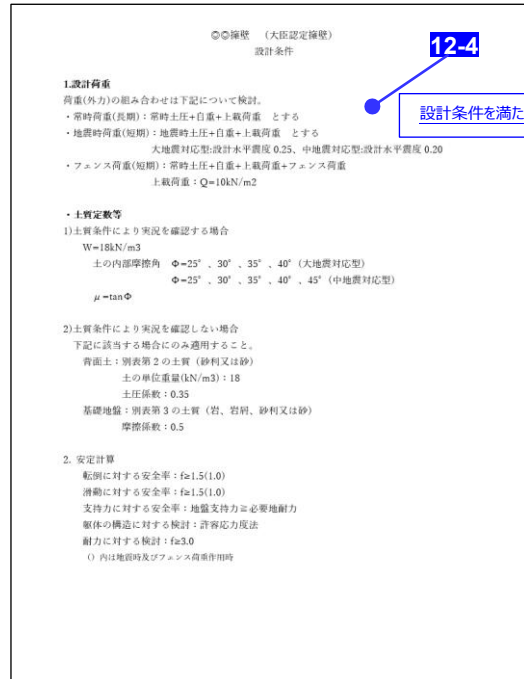 ◎◎擁壁　（大臣認定擁壁）
設計条件
12-4
設計条件を満た
1.設計荷重
荷重(外力)の組み合わせは下記について検討。
・常時荷重(長期)：常時土圧+自重+上載荷重　とする
・地震時荷重(短期)：地震時土圧+自重+上載荷重　とする
大地震対応型:設計水平震度 0.25、中地震対応型:設計水平震度 0.20
・フェンス荷重(短期)：常時土圧+自重+上載荷重+フェンス荷重
上載荷重：Q=10kN/m2
・土質定数等
1)土質条件により実況を確認する場合
W=18kN/m3
土の内部摩擦角　Φ=25°、30°、35°、40°（大地震対応型）
Φ=25°、30°、35°、40°、45°（中地震対応型）
μ=tanΦ
2)土質条件により実況を確認しない場合
下記に該当する場合にのみ適用すること。
背面土：別表第 2 の土質（砂利又は砂）
土の単位重量(kN/m3)：18
土圧係数：0.35
基礎地盤：別表第 3 の土質（岩、岩屑、砂利又は砂）
摩擦係数：0.5
2. 安定計算
転倒に対する安全率：f≧1.5(1.0)
滑動に対する安全率：f≧1.5(1.0)
支持力に対する安全率：地盤支持力≧必要地耐力
躯体の構造に対する検討：許容応力度法
耐力に対する検討：f≧3.0
（）内は地震時及びフェンス荷重作用時